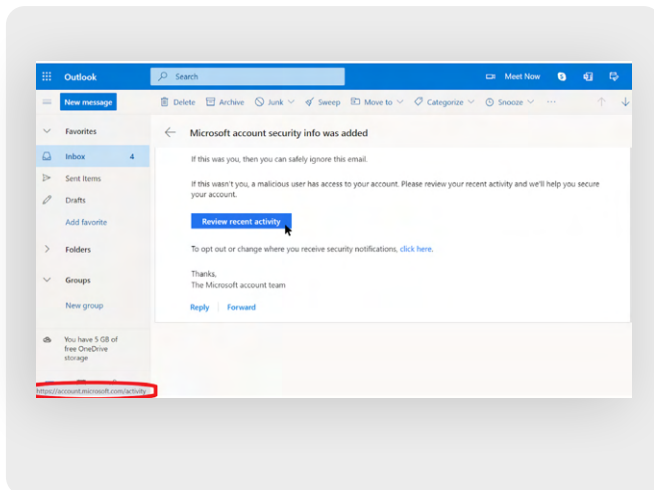 Outlook
Search
Meet Now
New message
Delete
Archive
Junk
Sweep
Move to
Categorize
Snooze
Favorites
Microsoft account security info was added
Inbox 4
If this was you, then you can safely ignore this email.
Sent Items
If this wasn't you, a malicious user has access to your account. Please review your recent activity and we'll help you secure
your account.
Drafts
Review recent activity
Add favorite
Folders
To opt out or change where you receive security notifications, click here.
Groups
Thanks,
The Microsoft account team
New group
Reply
Forward
You have 5 GB of
free OneDrive
storage
https://account.microsoft.com/activity